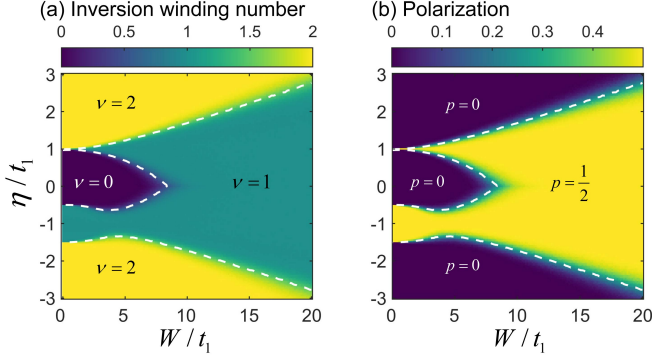 (a) Inversion winding number
0 0.5 1 1.5 2
3
2
1
0
-1
-2
-3
η / t₁
ν = 2
ν = 0
ν = 1
ν = 2
0 5 10 15 20
W / t₁
(b) Polarization
0 0.1 0.2 0.3 0.4
3
2
1
0
-1
-2
-3
p = 0
p = 0
p = 1/2
p = 0
0 5 10 15 20
W / t₁